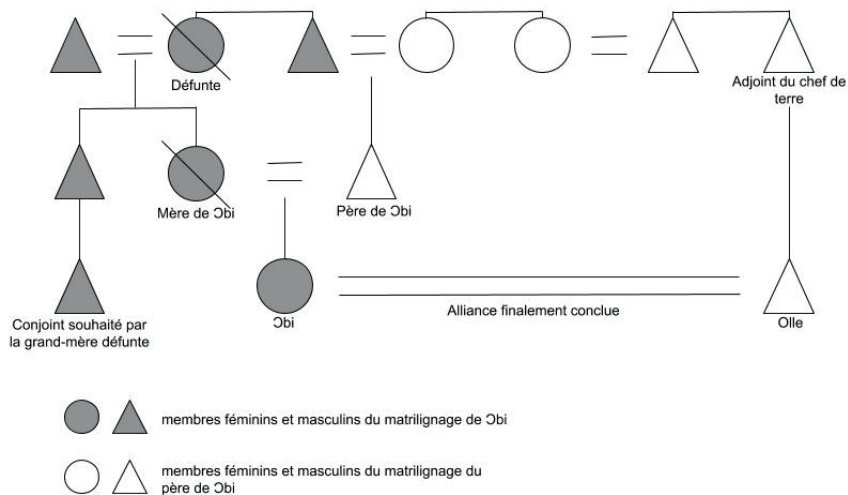 Défunte
Adjoint du chef de
terre
Mère de Ɔbi
Père de Ɔbi
Conjoint souhaité par
la grand-mère défunte
Ɔbi
Alliance finalement conclue
Olle
membres féminins et masculins du matrilignage de Ɔbi
membres féminins et masculins du matrilignage du
père de Ɔbi